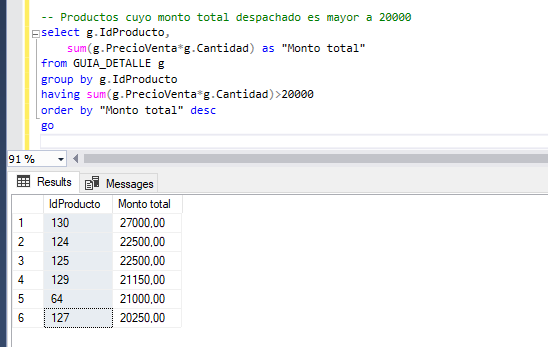 -- Productos cuyo monto total despachado es mayor a 20000
select g.IdProducto,
sum(g.PrecioVenta*g.Cantidad) as "Monto total"
from GUIA_DETALLE g
group by g.IdProducto
having sum(g.PrecioVenta*g.Cantidad)>20000
order by "Monto total" desc
go
91 %
Results Messages
IdProducto Monto total
1 130 27000,00
2 124 22500,00
3 125 22500,00
4 129 21150,00
5 64 21000,00
6 127 20250,00